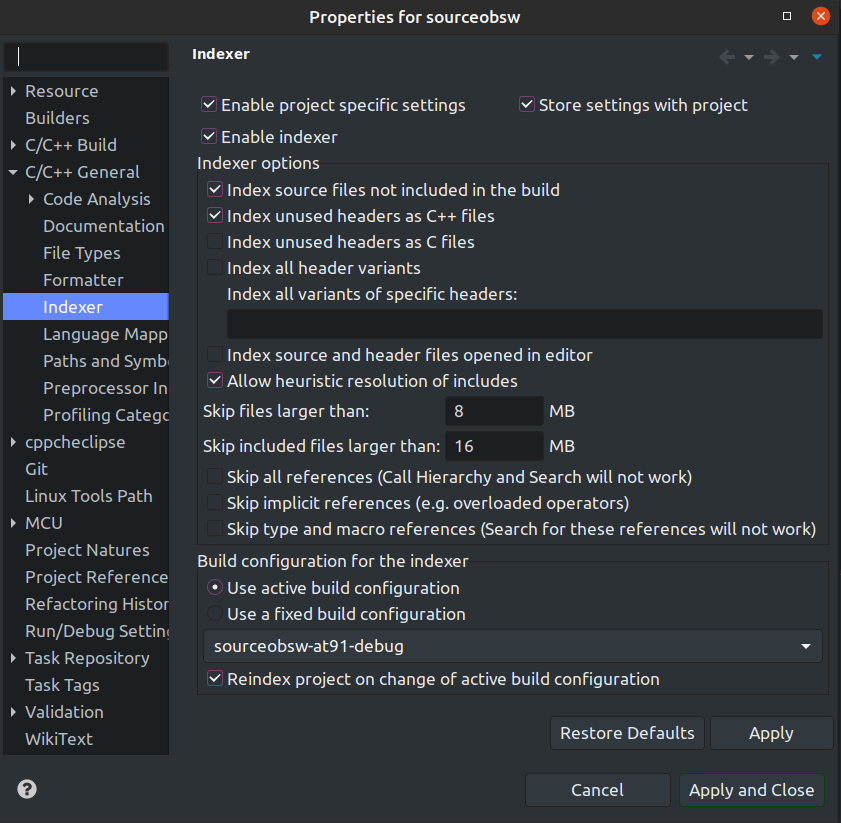 Properties for sourceobsw
Indexer
Resource
Builders
C/C++ Build
C/C++ General
Code Analysis
Documentation
File Types
Formatter
Indexer
Language Mapp
Paths and Symb
Preprocessor In
Profiling Categ
cppcheclipse
Git
Linux Tools Path
MCU
Project Natures
Project Reference
Refactoring Histor
Run/Debug Settin
Task Repository
Task Tags
Validation
WikiText
Enable project specific settings
Store settings with project
Enable indexer
Indexer options
Index source files not included in the build
Index unused headers as C++ files
Index unused headers as C files
Index all header variants
Index all variants of specific headers:
Index source and header files opened in editor
Allow heuristic resolution of includes
Skip files larger than: 8 MB
Skip included files larger than: 16 MB
Skip all references (Call Hierarchy and Search will not work)
Skip implicit references (e.g. overloaded operators)
Skip type and macro references (Search for these references will not work)
Build configuration for the indexer
Use active build configuration
Use a fixed build configuration
sourceobsw-at91-debug
Reindex project on change of active build configuration
Restore Defaults
Apply
?
Cancel
Apply and Close